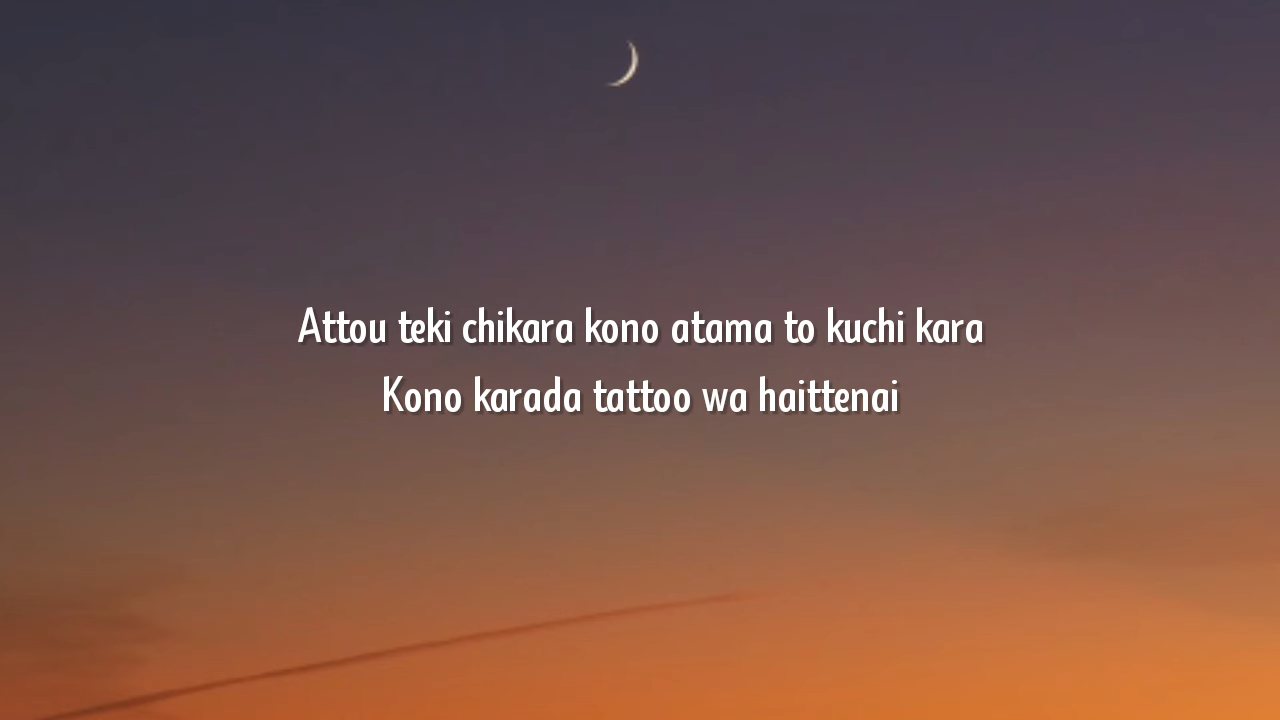 Attou teki chikara kono atama to kuchi kara
Kono karada tattoo wa haittenai